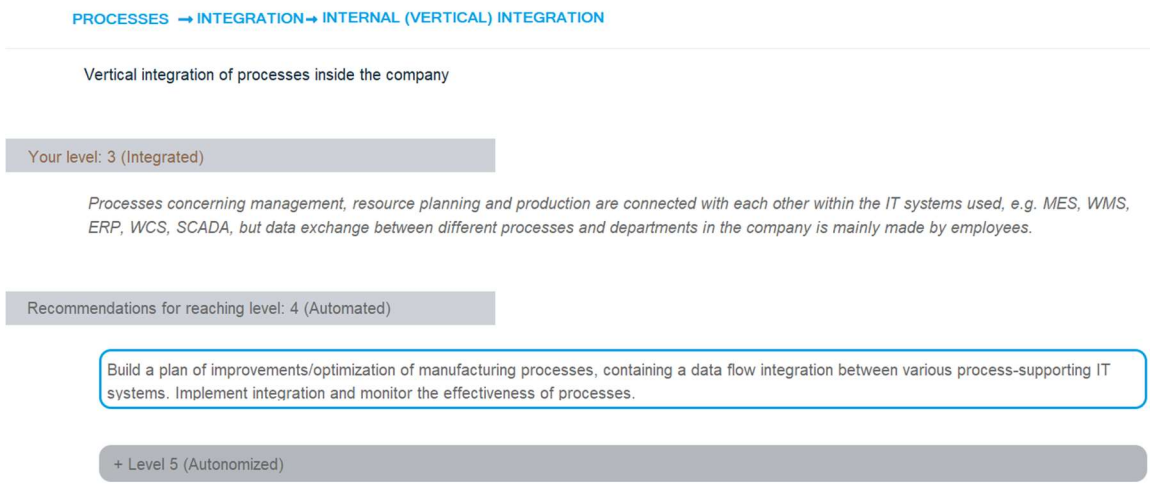 PROCESSES → INTEGRATION → INTERNAL (VERTICAL) INTEGRATION
Vertical integration of processes inside the company
Your level: 3 (Integrated)
Processes concerning management, resource planning and production are connected with each other within the IT systems used, e.g. MES, WMS,
ERP, WCS, SCADA, but data exchange between different processes and departments in the company is mainly made by employees.
Recommendations for reaching level: 4 (Automated)
Build a plan of improvements/optimization of manufacturing processes, containing a data flow integration between various process-supporting IT
systems. Implement integration and monitor the effectiveness of processes.
+ Level 5 (Autonomized)